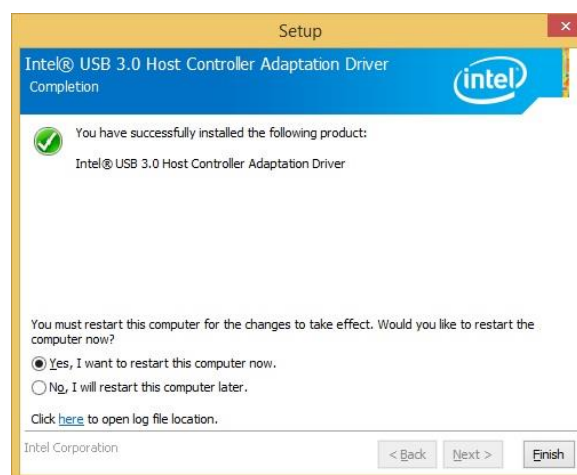 Setup
Intel® USB 3.0 Host Controller Adaptation Driver
Completion
intel
You have successfully installed the following product:
Intel® USB 3.0 Host Controller Adaptation Driver
You must restart this computer for the changes to take effect. Would you like to restart the
computer now?
Yes, I want to restart this computer now.
No, I will restart this computer later.
Click here to open log file location.
Intel Corporation
< Back Next > Finish